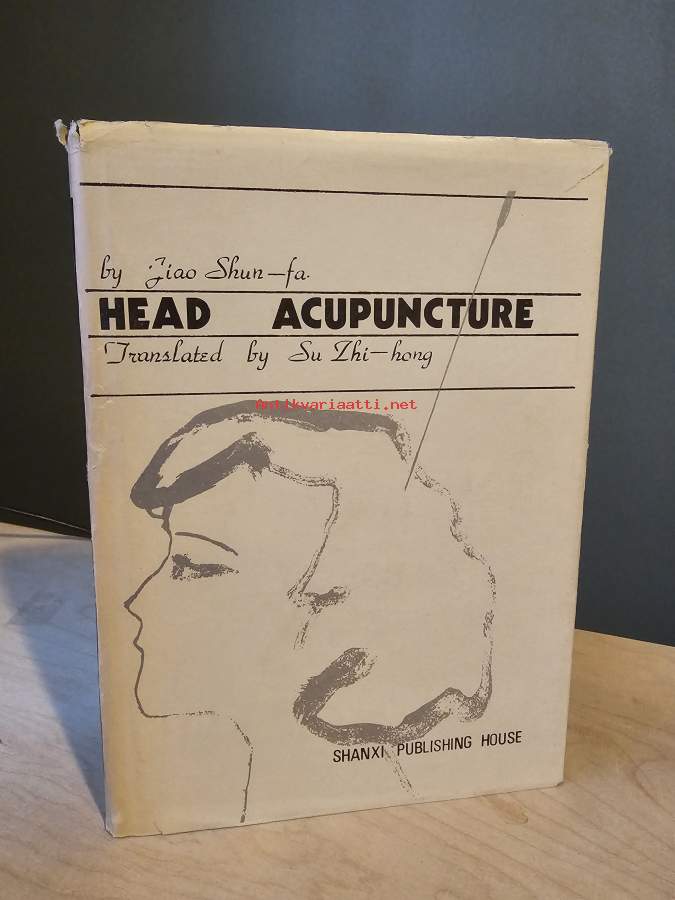 by Jiao Shun-fa.
HEAD ACUPUNCTURE
Translated by Su Zhi-hong
Antikvariaatti.net
SHANXI PUBLISHING HOUSE